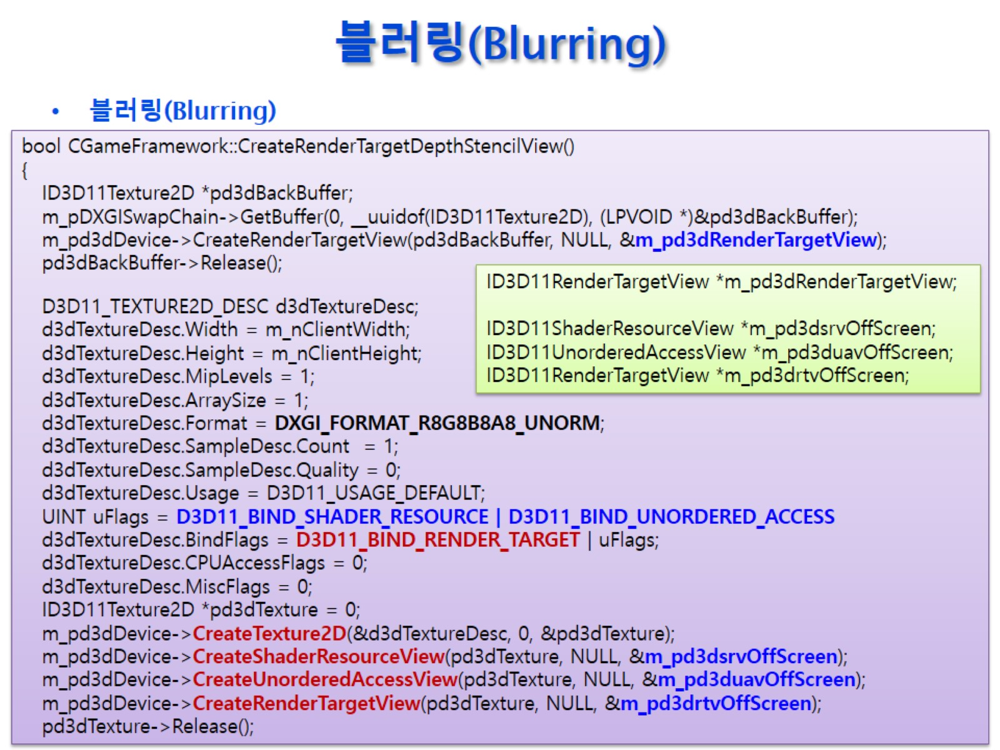 블러링(Blurring)
• 블러링(Blurring)
bool CGameFramework::CreateRenderTargetDepthStencilView()
{
ID3D11Texture2D *pd3dBackBuffer;
m_pDXGISwapChain->GetBuffer(0, __uuidof(ID3D11Texture2D), (LPVOID *)&pd3dBackBuffer);
m_pd3dDevice->CreateRenderTargetView(pd3dBackBuffer, NULL, &m_pd3dRenderTargetView);
pd3dBackBuffer->Release();
D3D11_TEXTURE2D_DESC d3dTextureDesc;
d3dTextureDesc.Width = m_nClientWidth;
d3dTextureDesc.Height = m_nClientHeight;
d3dTextureDesc.MipLevels = 1;
d3dTextureDesc.ArraySize = 1;
d3dTextureDesc.Format = DXGI_FORMAT_R8G8B8A8_UNORM;
d3dTextureDesc.SampleDesc.Count = 1;
d3dTextureDesc.SampleDesc.Quality = 0;
d3dTextureDesc.Usage = D3D11_USAGE_DEFAULT;
UINT uFlags = D3D11_BIND_SHADER_RESOURCE | D3D11_BIND_UNORDERED_ACCESS
d3dTextureDesc.BindFlags = D3D11_BIND_RENDER_TARGET | uFlags;
d3dTextureDesc.CPUAccessFlags = 0;
d3dTextureDesc.MiscFlags = 0;
ID3D11Texture2D *pd3dTexture = 0;
m_pd3dDevice->CreateTexture2D(&d3dTextureDesc, 0, &pd3dTexture);
m_pd3dDevice->CreateShaderResourceView(pd3dTexture, NULL, &m_pd3dsrvOffScreen);
m_pd3dDevice->CreateUnorderedAccessView(pd3dTexture, NULL, &m_pd3duavOffScreen);
m_pd3dDevice->CreateRenderTargetView(pd3dTexture, NULL, &m_pd3drtvOffScreen);
pd3dTexture->Release();
ID3D11RenderTargetView *m_pd3dRenderTargetView;
ID3D11ShaderResourceView *m_pd3dsrvOffScreen;
ID3D11UnorderedAccessView *m_pd3duavOffScreen;
ID3D11RenderTargetView *m_pd3drtvOffScreen;